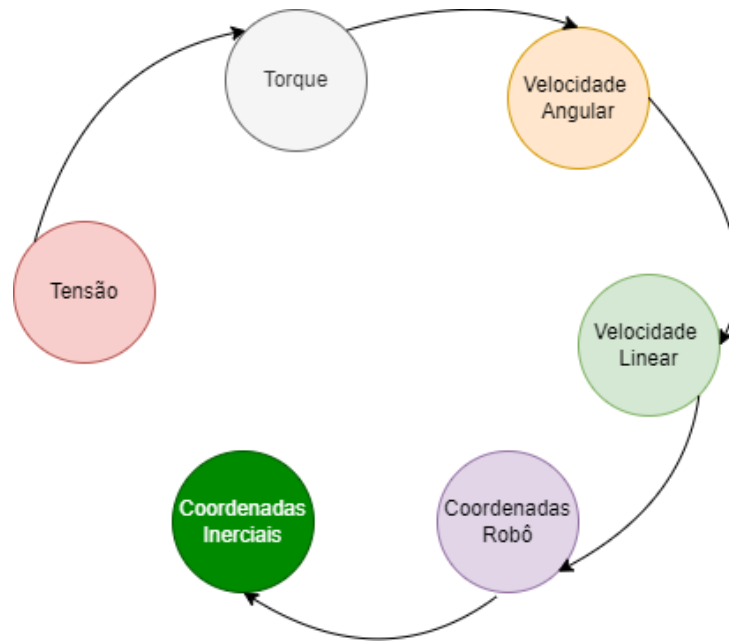 Torque
Velocidade
Angular
Tensão
Velocidade
Linear
Coordenadas
Robô
Coordenadas
Inerciais